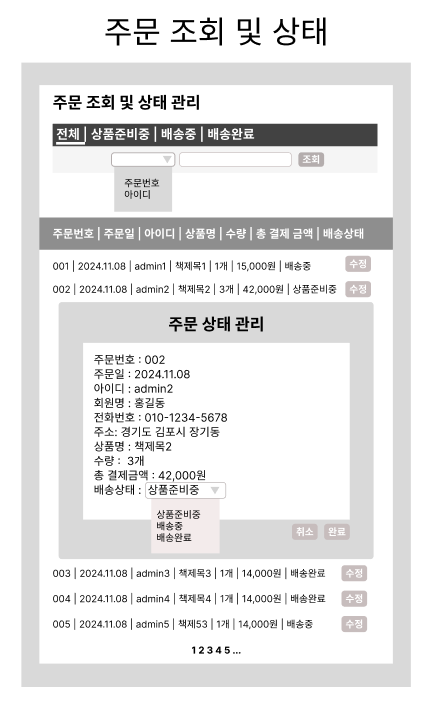 주문 조회 및 상태
주문 조회 및 상태 관리
전체 | 상품준비중 | 배송중 | 배송완료
조회
주문번호
아이디
주문번호 | 주문일 | 아이디 | 상품명 | 수량 | 총 결제 금액 | 배송상태
001 | 2024.11.08 | admin1 | 책제목1 | 1개 | 15,000원 | 배송중 수정
002 | 2024.11.08 | admin2 | 책제목2 | 3개 | 42,000원 | 상품준비중 수정
주문 상태 관리
주문번호 : 002
주문일 : 2024.11.08
아이디 : admin2
회원명 : 홍길동
전화번호 : 010-1234-5678
주소: 경기도 김포시 장기동
상품명 : 책제목2
수량 : 3개
총 결제금액 : 42,000원
배송상태 : 상품준비중
상품준비중
배송중
배송완료
취소 완료
003 | 2024.11.08 | admin3 | 책제목3 | 1개 | 14,000원 | 배송완료 수정
004 | 2024.11.08 | admin4 | 책제목4 | 1개 | 14,000원 | 배송완료 수정
005 | 2024.11.08 | admin5 | 책제53 | 1개 | 14,000원 | 배송중 수정
1 2 3 4 5 ...